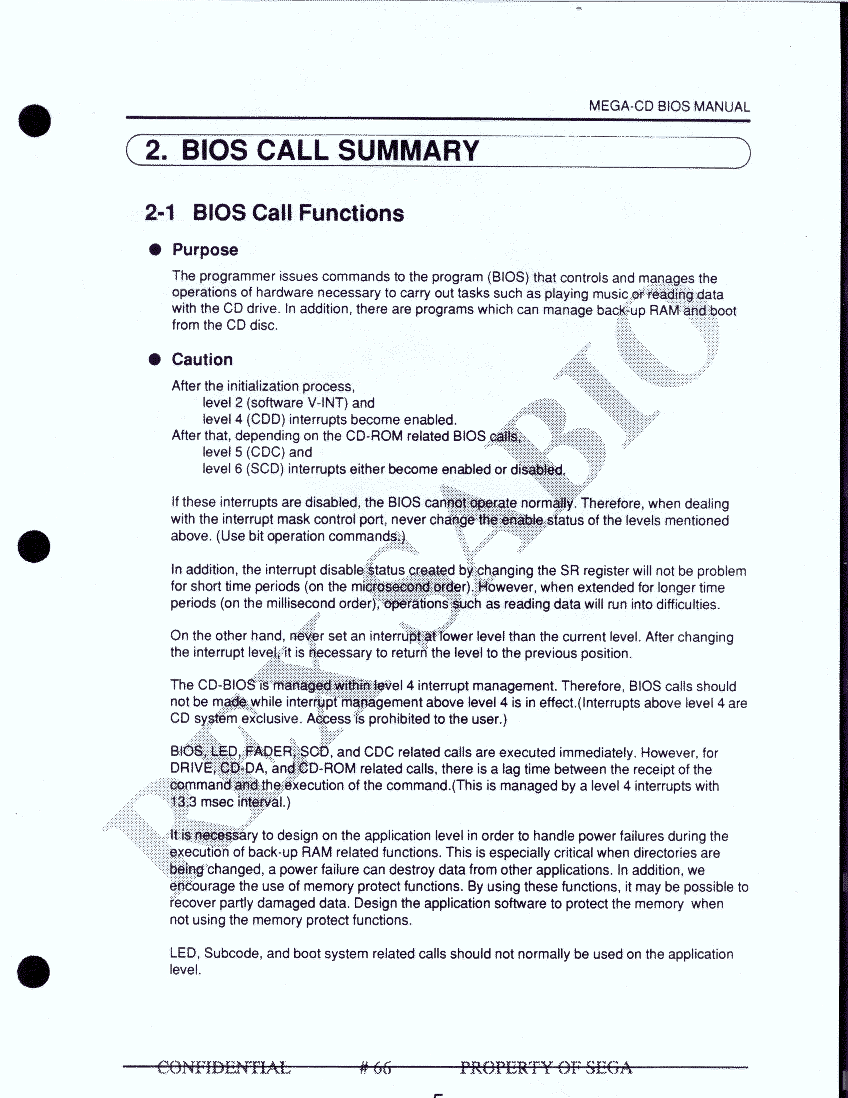 MEGA-CD BIOS MANUAL
2. BIOS CALL SUMMARY
2-1 BIOS Call Functions
● Purpose
The programmer issues commands to the program (BIOS) that controls and manages the
operations of hardware necessary to carry out tasks such as playing music or reading data
with the CD drive. In addition, there are programs which can manage back-up RAM and boot
from the CD disc.
● Caution
After the initialization process,
level 2 (software V-INT) and
level 4 (CDD) interrupts become enabled.
After that, depending on the CD-ROM related BIOS calls,
level 5 (CDC) and
level 6 (SCD) interrupts either become enabled or disabled.
If these interrupts are disabled, the BIOS cannot operate normally. Therefore, when dealing
with the interrupt mask control port, never change the enable status of the levels mentioned
above. (Use bit operation commands.)
In addition, the interrupt disable status created by changing the SR register will not be problem
for short time periods (on the microsecond order). However, when extended for longer time
periods (on the millisecond order), operations such as reading data will run into difficulties.
On the other hand, never set an interrupt at lower level than the current level. After changing
the interrupt level, it is necessary to return the level to the previous position.
The CD-BIOS is managed within level 4 interrupt management. Therefore, BIOS calls should
not be made while interrupt management above level 4 is in effect.(Interrupts above level 4 are
CD system exclusive. Access is prohibited to the user.)
BIOS, LED, FADER, SCD, and CDC related calls are executed immediately. However, for
DRIVE, CD-DA, and CD-ROM related calls, there is a lag time between the receipt of the
command and the execution of the command.(This is managed by a level 4 interrupts with
13.3 msec interval.)
It is necessary to design on the application level in order to handle power failures during the
execution of back-up RAM related functions. This is especially critical when directories are
being changed, a power failure can destroy data from other applications. In addition, we
encourage the use of memory protect functions. By using these functions, it may be possible to
recover partly damaged data. Design the application software to protect the memory when
not using the memory protect functions.
LED, Subcode, and boot system related calls should not normally be used on the application
level.
CONFIDENTIAL #66 PROPERTY OF SEGA